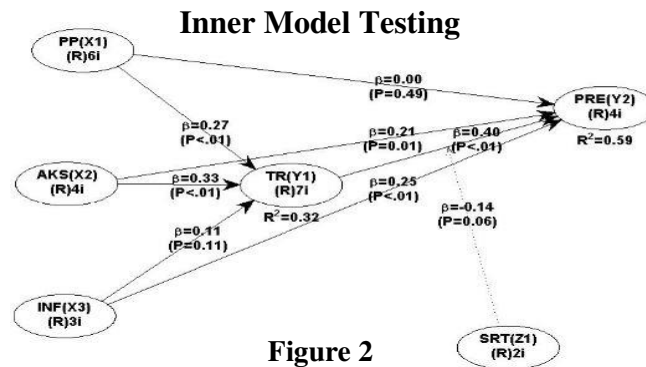 Inner Model Testing
PP(X1)
(R)6i
β=0.00
(P=0.49)
PRE(Y2)
(R)4i
R²=0.59
β=0.27
(P<.01)
β=0.21
(P=0.01)
β=0.40
(P<.01)
AKS(X2)
(R)4i
β=0.33
(P<.01)
TR(Y1)
(R)7i
R²=0.32
β=0.25
(P<.01)
β=0.11
(P=0.11)
β=-0.14
(P=0.06)
INF(X3)
(R)3i
SRT(Z1)
(R)2i
Figure 2